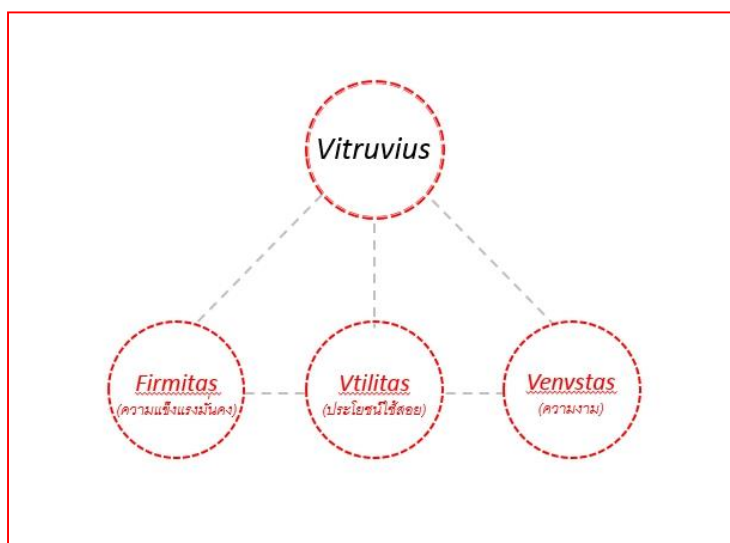 Vitruvius
Firmitas
(ความแข็งแรงมั่นคง)
Vtilitas
(ประโยชน์ใช้สอย)
Venvstas
(ความงาม)